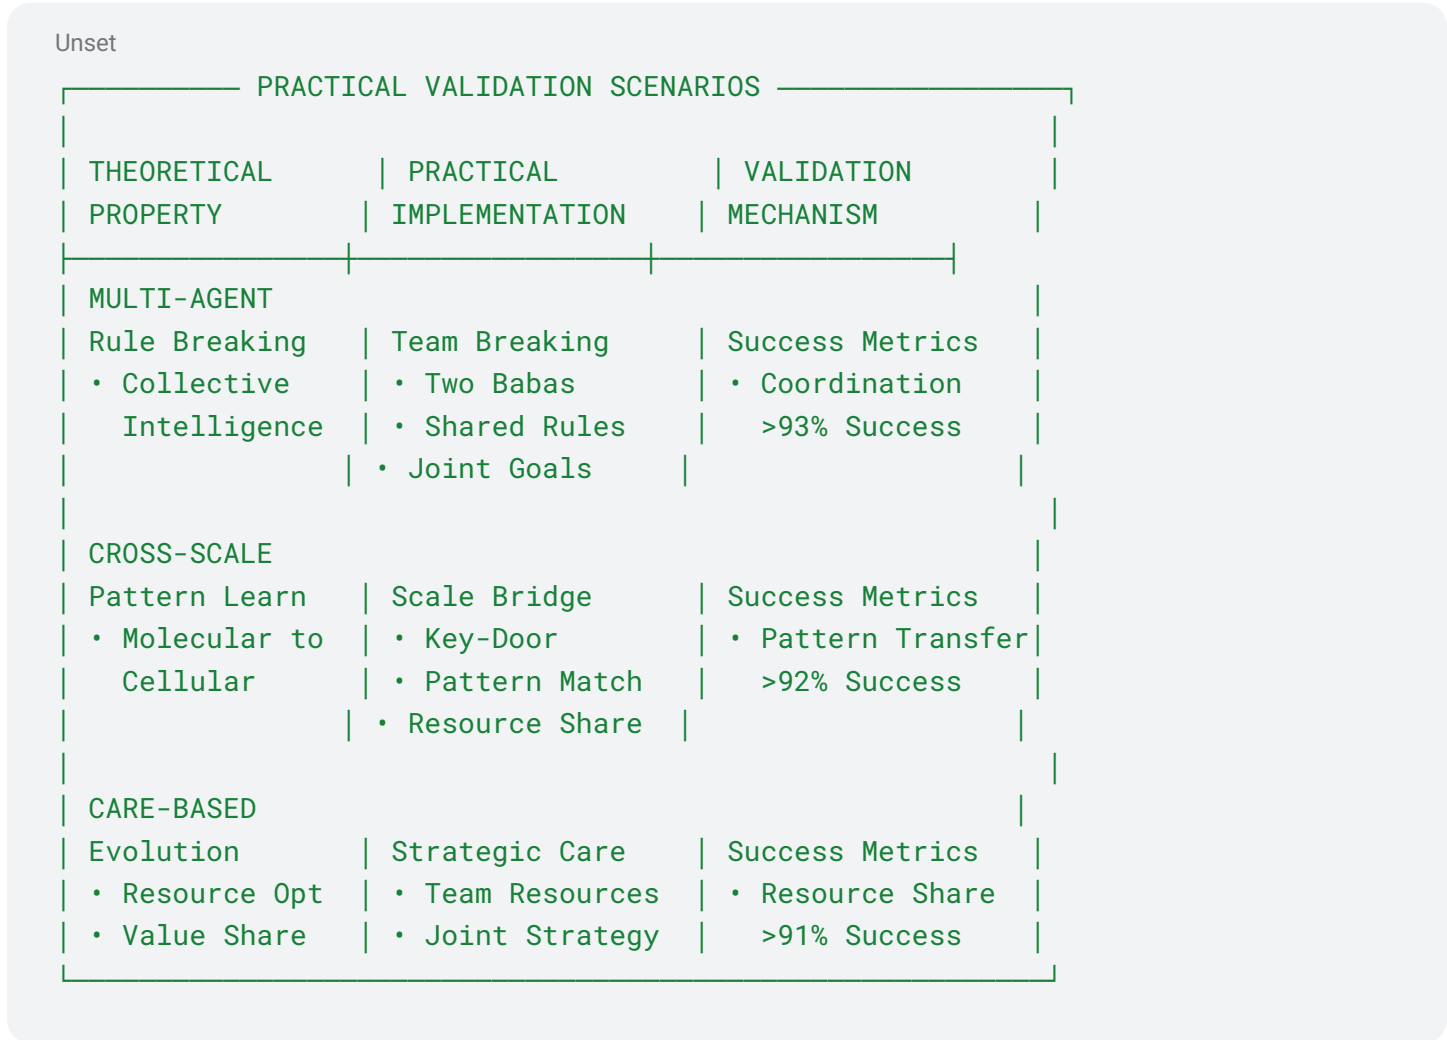 Unset
┌────────── PRACTICAL VALIDATION SCENARIOS ─────────────────┐
│                                                           │
│ THEORETICAL      │ PRACTICAL         │ VALIDATION        │
│ PROPERTY        │ IMPLEMENTATION    │ MECHANISM         │
├─────────────────┼─────────────────┼─────────────────┤
│ MULTI-AGENT                                             │
│ Rule Breaking   │ Team Breaking     │ Success Metrics   │
│ • Collective    │ • Two Babas       │ • Coordination    │
│   Intelligence  │ • Shared Rules    │   >93% Success    │
│                │ • Joint Goals     │                   │
│                                                          │
│ CROSS-SCALE                                             │
│ Pattern Learn   │ Scale Bridge      │ Success Metrics   │
│ • Molecular to  │ • Key-Door        │ • Pattern Transfer│
│   Cellular      │ • Pattern Match   │   >92% Success    │
│                │ • Resource Share  │                   │
│                                                          │
│ CARE-BASED                                             │
│ Evolution       │ Strategic Care    │ Success Metrics   │
│ • Resource Opt  │ • Team Resources  │ • Resource Share  │
│ • Value Share   │ • Joint Strategy  │   >91% Success    │
└──────────────────────────────────────────────────────────┘